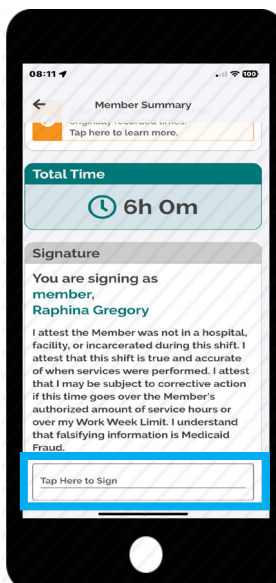 08:11
100
Member Summary
originally recorded times.
Tap here to learn more.
Total Time
6h 0m
Signature
You are signing as
member,
Raphina Gregory
I attest the Member was not in a hospital,
facility, or incarcerated during this shift. I
attest that this shift is true and accurate
of when services were performed. I attest
that I may be subject to corrective action
if this time goes over the Member's
authorized amount of service hours or
over my Work Week Limit. I understand
that falsifying information is Medicaid
Fraud.
Tap Here to Sign